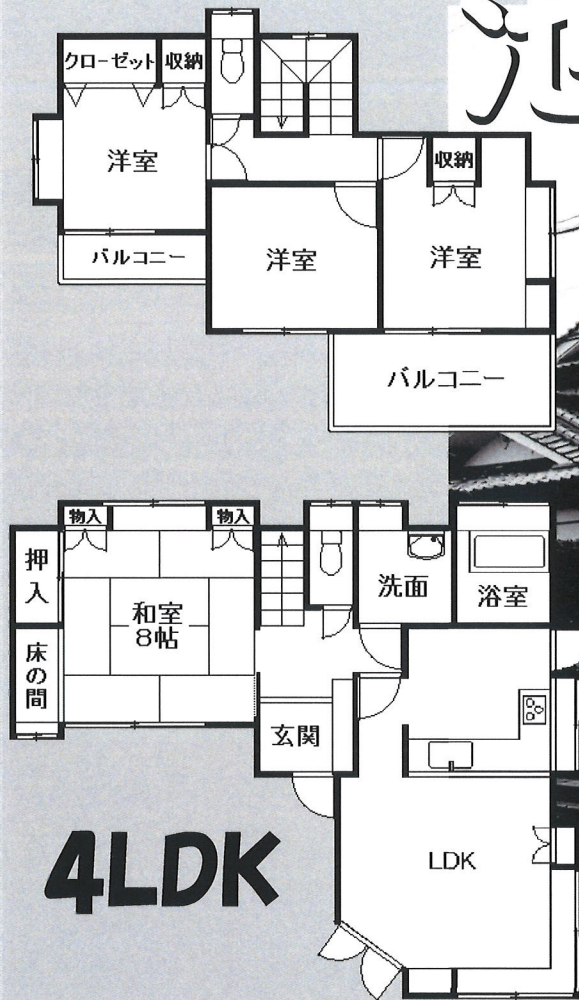 クローゼット
収納
洋室
収納
バルコニー
洋室
洋室
バルコニー
物入
物入
押入
和室
8帖
洗面
浴室
床の間
玄関
LDK
4LDK